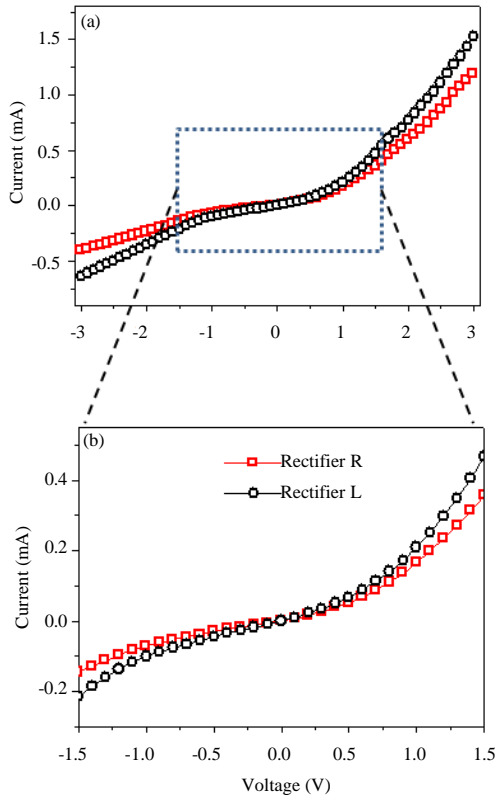 (a)
1.5
1.0
0.5
0.0
-0.5
Current (mA)
-3 -2 -1 0 1 2 3
(b)
Rectifier R
Rectifier L
0.4
0.2
0.0
-0.2
Current (mA)
-1.5 -1.0 -0.5 0.0 0.5 1.0 1.5
Voltage (V)